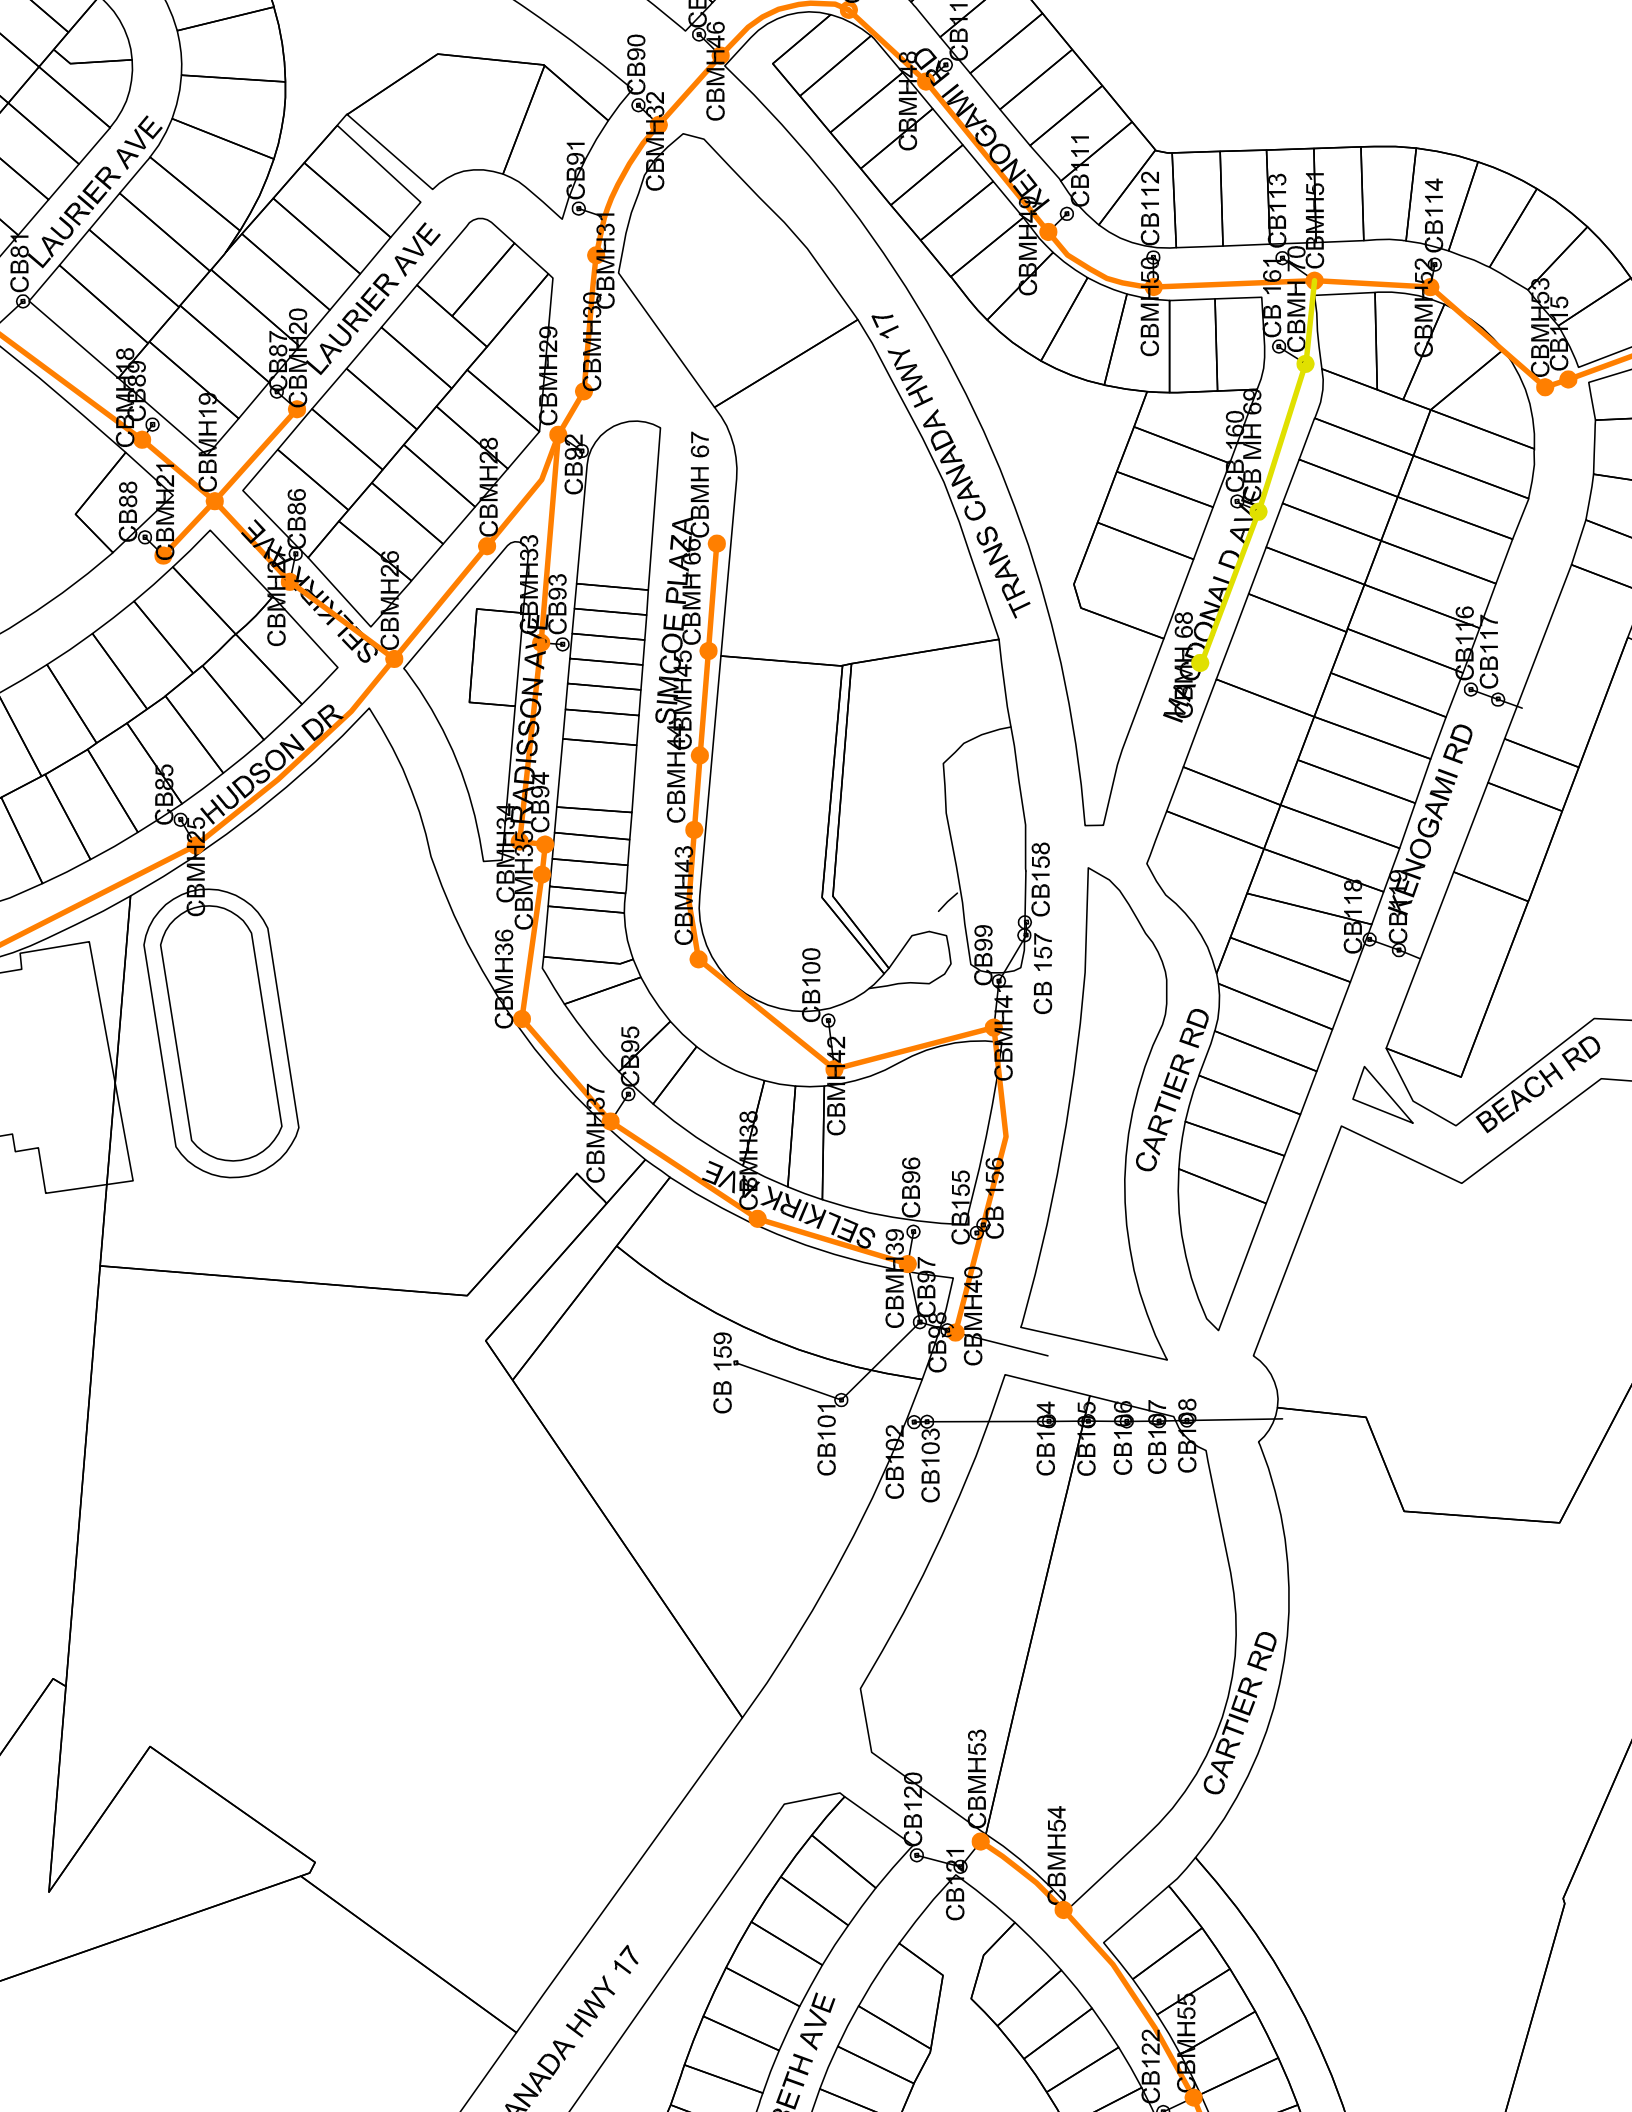 CB90
CBMH46
CBMH32
CBMH48
CB91
CBMH31
KENOGAMI RD
CBMH49
CB111
CB112
CBMH50
CB113
CBMH51
CB114
CBMH52
CBMH53
CB115
CB 161
CBMH 70
CB 160
CB MH 69
CBMH 68
LAURIER AVE
CB81
LAURIER AVE
CB87
CBMH20
CBMH18
CB89
CBMH19
CB88
CBMH21
CB86
SELKIRK AVE
CBMH26
CBMH28
CBMH29
CBMH30
CB92
CBMH33
CB93
RADISSON AVE
CB94
CBMH34
CBMH35
CBMH36
SIMCOE PLAZA
CBMH 67
CBMH 66
CBMH45
CBMH44
CBMH43
TRANS CANADA HWY 17
MACDONALD AVE
CB116
CB117
KENOGAMI RD
CB118
CB119
HUDSON DR
CB85
CBMH25
CB95
CBMH37
CBMH38
SELKIRK AVE
CB100
CBMH42
CB99
CBMH41
CB158
CB 157
CARTIER RD
BEACH RD
CB96
CB155
CB 156
CBMH39
CB97
CB98
CBMH40
CB 159
CB101
CB102
CB103
CB104
CB105
CB106
CB107
CB108
CARTIER RD
CB120
CB121
CBMH53
CBMH54
CB122
CBMH55
ANADA HWY 17
BETH AVE